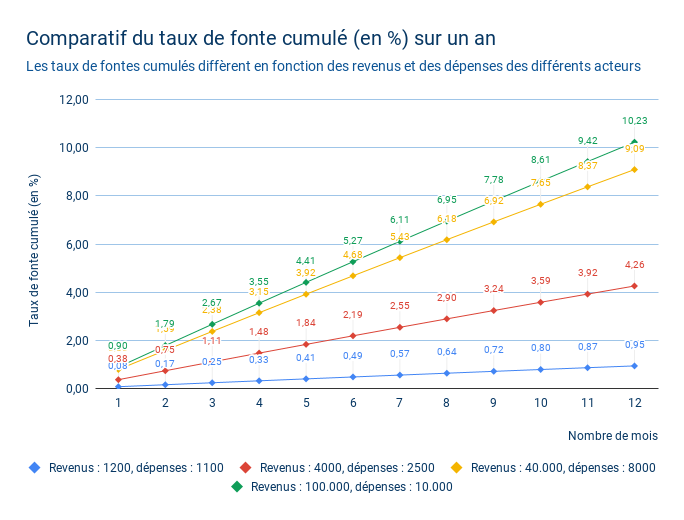 Comparatif du taux de fonte cumulé (en %) sur un an
Les taux de fontes cumulés diffèrent en fonction des revenus et des dépenses des différents acteurs
Taux de fonte cumulé (en %)
12,00
10,00
8,00
6,00
4,00
2,00
0,00
0,90 1,79 2,67 3,55 4,41 5,27 6,11 6,95 7,78 8,61 9,42 10,23
2,38 3,15 3,92 4,68 5,43 6,18 6,92 7,65 8,37 9,09
0,38 0,75 1,11 1,48 1,84 2,19 2,55 2,90 3,24 3,59 3,92 4,26
0,08 0,17 0,25 0,33 0,41 0,49 0,57 0,64 0,72 0,80 0,87 0,95
1 2 3 4 5 6 7 8 9 10 11 12
Nombre de mois
Revenus : 1200, dépenses : 1100 Revenus : 4000, dépenses : 2500 Revenus : 40.000, dépenses : 8000
Revenus : 100.000, dépenses : 10.000